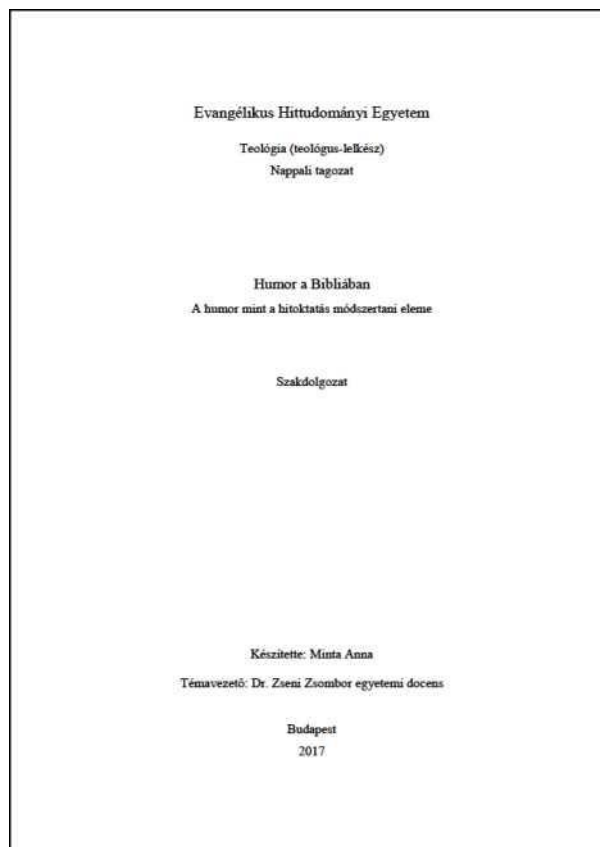 Evangélikus Hittudományi Egyetem
Teológia (teológus-lelkész)
Nappali tagozat
Humor a Bibliában
A humor mint a hitoktatás módszertani eleme
Szakdolgozat
Készítette: Minta Anna
Témavezető: Dr. Zseni Zsombor egyetemi docens
Budapest
2017